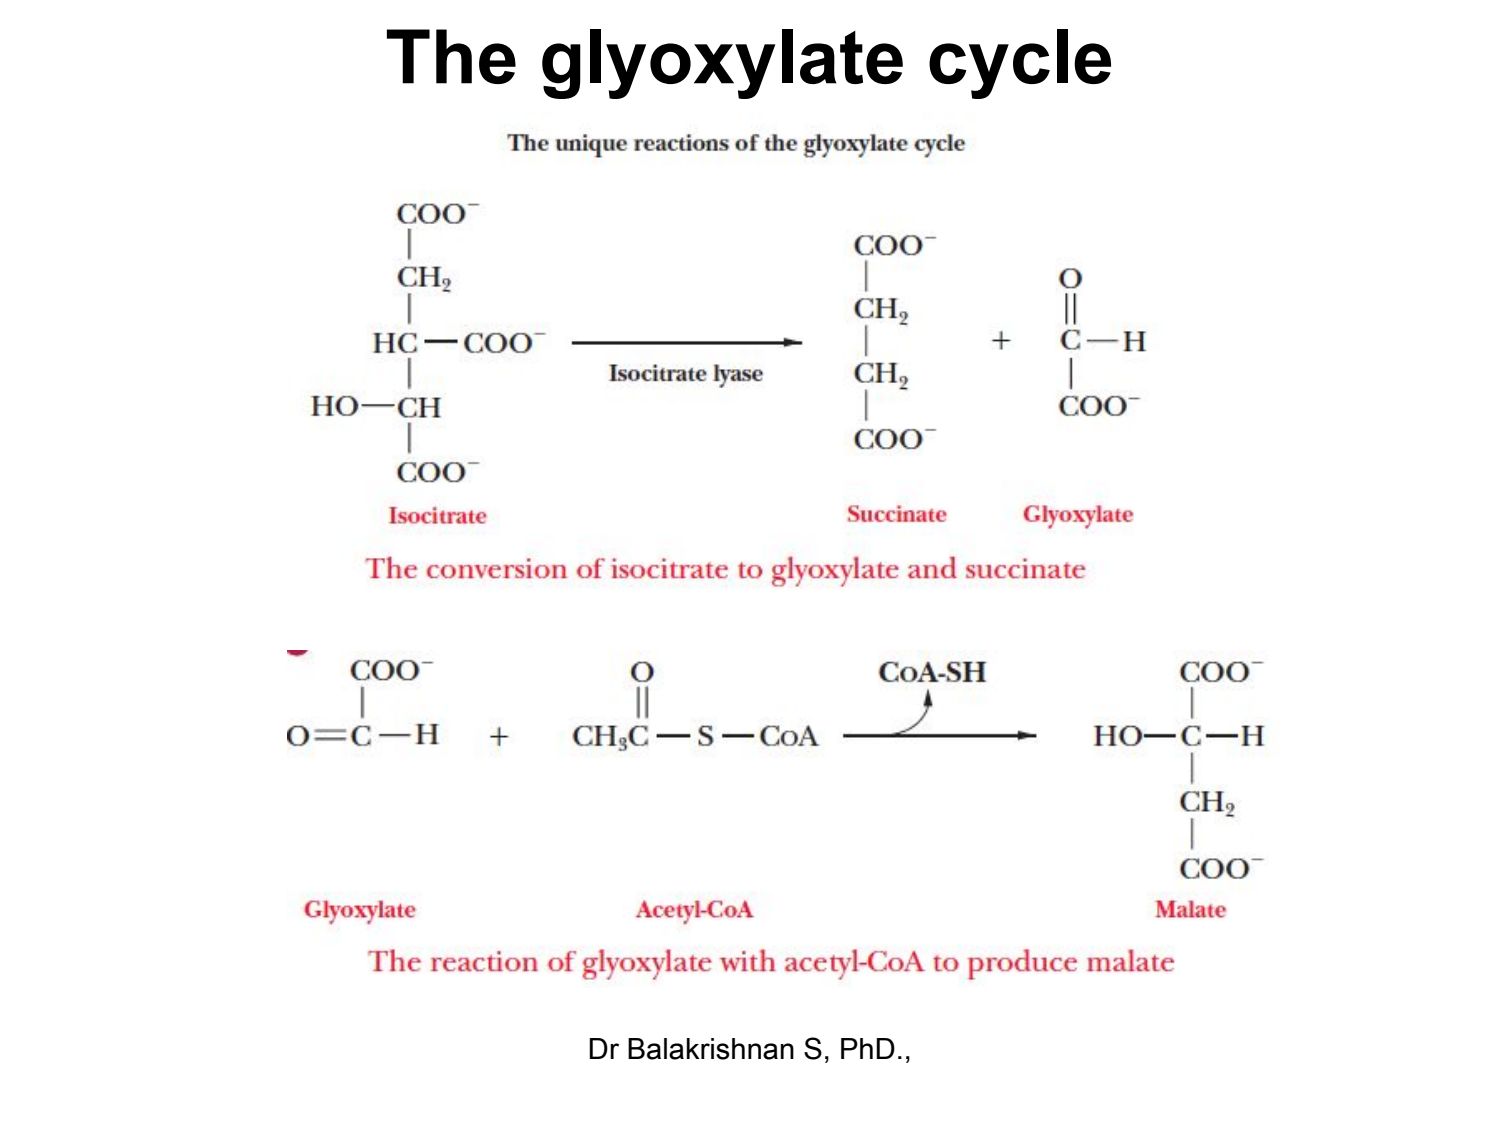 The glyoxylate cycle
The unique reactions of the glyoxylate cycle
COO⁻
CH₂
HC — COO⁻
HO — CH
COO⁻
Isocitrate
Isocitrate lyase
COO⁻
CH₂
CH₂
COO⁻
Succinate
+
O
C — H
COO⁻
Glyoxylate
The conversion of isocitrate to glyoxylate and succinate
COO⁻
O=C — H
Glyoxylate
+
O
CH₃C — S — CoA
Acetyl-CoA
CoA-SH
COO⁻
HO — C — H
CH₂
COO⁻
Malate
The reaction of glyoxylate with acetyl-CoA to produce malate
Dr Balakrishnan S, PhD.,